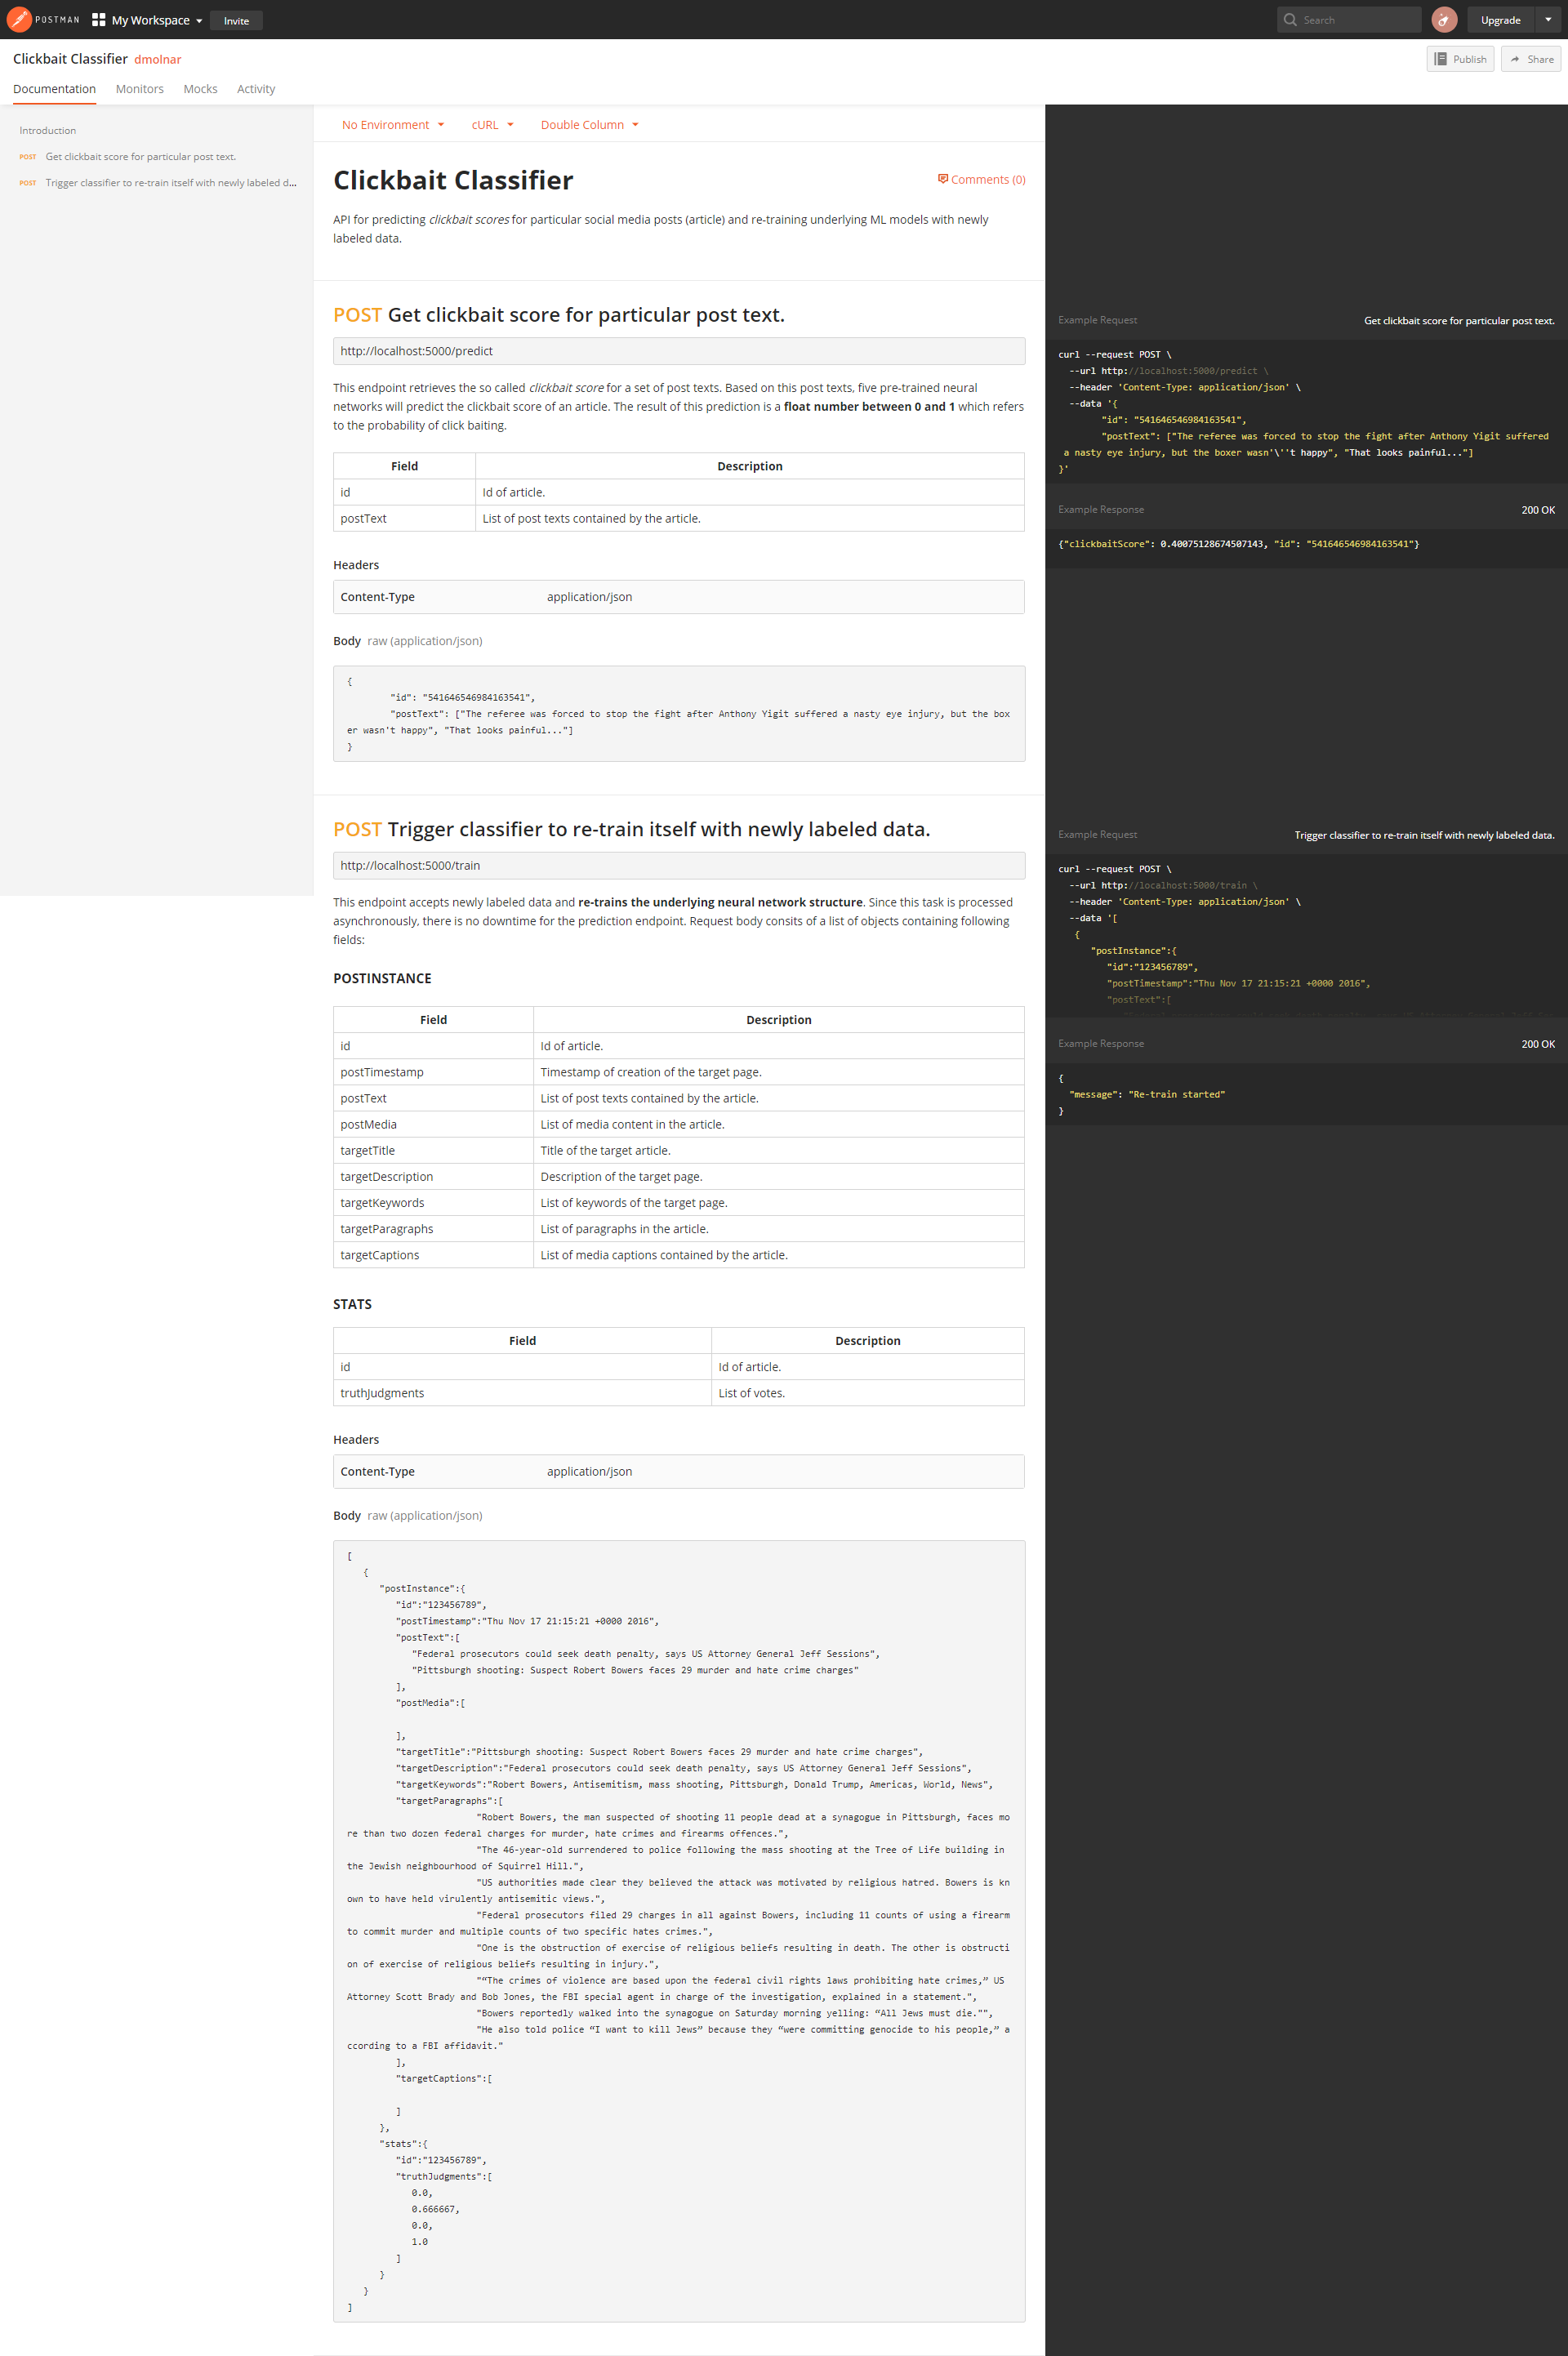 POSTMAN
My Workspace
Invite
Search
Upgrade
Clickbait Classifier dmolnar
Publish
Share
Documentation Monitors Mocks Activity
Introduction
POST Get clickbait score for particular post text.
POST Trigger classifier to re-train itself with newly labeled d...
No Environment cURL Double Column
Clickbait Classifier
Comments (0)
API for predicting clickbait scores for particular social media posts (article) and re-training underlying ML models with newly
labeled data.
POST Get clickbait score for particular post text.
http://localhost:5000/predict
This endpoint retrieves the so called clickbait score for a set of post texts. Based on this post texts, five pre-trained neural
networks will predict the clickbait score of an article. The result of this prediction is a float number between 0 and 1 which refers
to the probability of click baiting.
Field Description
id Id of article.
postText List of post texts contained by the article.
Headers
Content-Type application/json
Body raw (application/json)
{
"id": "541646546984163541",
"postText": ["The referee was forced to stop the fight after Anthony Yigit suffered a nasty eye injury, but the box
er wasn't happy", "That looks painful..."]
}
Example Request Get clickbait score for particular post text.
curl --request POST \
--url http://localhost:5000/predict \
--header 'Content-Type: application/json' \
--data '{
"id": "541646546984163541",
"postText": ["The referee was forced to stop the fight after Anthony Yigit suffered
a nasty eye injury, but the boxer wasn'\''t happy", "That looks painful..."]
}'
Example Response 200 OK
{"clickbaitScore": 0.40075128674507143, "id": "541646546984163541"}
POST Trigger classifier to re-train itself with newly labeled data.
http://localhost:5000/train
This endpoint accepts newly labeled data and re-trains the underlying neural network structure. Since this task is processed
asynchronously, there is no downtime for the prediction endpoint. Request body consits of a list of objects containing following
fields:
POSTINSTANCE
Field Description
id Id of article.
postTimestamp Timestamp of creation of the target page.
postText List of post texts contained by the article.
postMedia List of media content in the article.
targetTitle Title of the target article.
targetDescription Description of the target page.
targetKeywords List of keywords of the target page.
targetParagraphs List of paragraphs in the article.
targetCaptions List of media captions contained by the article.
STATS
Field Description
id Id of article.
truthJudgments List of votes.
Headers
Content-Type application/json
Body raw (application/json)
[
{
"postInstance":{
"id":"123456789",
"postTimestamp":"Thu Nov 17 21:15:21 +0000 2016",
"postText":[
"Federal prosecutors could seek death penalty, says US Attorney General Jeff Sessions",
"Pittsburgh shooting: Suspect Robert Bowers faces 29 murder and hate crime charges"
],
"postMedia":[
],
"targetTitle":"Pittsburgh shooting: Suspect Robert Bowers faces 29 murder and hate crime charges",
"targetDescription":"Federal prosecutors could seek death penalty, says US Attorney General Jeff Sessions",
"targetKeywords":"Robert Bowers, Antisemitism, mass shooting, Pittsburgh, Donald Trump, Americas, World, News",
"targetParagraphs":[
"Robert Bowers, the man suspected of shooting 11 people dead at a synagogue in Pittsburgh, faces mo
re than two dozen federal charges for murder, hate crimes and firearms offences.",
"The 46-year-old surrendered to police following the mass shooting at the Tree of Life building in
the Jewish neighbourhood of Squirrel Hill.",
"US authorities made clear they believed the attack was motivated by religious hatred. Bowers is kn
own to have held virulently antisemitic views.",
"Federal prosecutors filed 29 charges in all against Bowers, including 11 counts of using a firearm
to commit murder and multiple counts of two specific hates crimes.",
"One is the obstruction of exercise of religious beliefs resulting in death. The other is obstructi
on of exercise of religious beliefs resulting in injury.",
"“The crimes of violence are based upon the federal civil rights laws prohibiting hate crimes,” US
Attorney Scott Brady and Bob Jones, the FBI special agent in charge of the investigation, explained in a statement.",
"Bowers reportedly walked into the synagogue on Saturday morning yelling: “All Jews must die."",
"He also told police “I want to kill Jews” because they “were committing genocide to his people,” a
ccording to a FBI affidavit."
],
"targetCaptions":[
]
},
"stats":{
"id":"123456789",
"truthJudgments":[
0.0,
0.666667,
0.0,
1.0
]
}
}
]
Example Request Trigger classifier to re-train itself with newly labeled data.
curl --request POST \
--url http://localhost:5000/train \
--header 'Content-Type: application/json' \
--data '[
{
"postInstance":{
"id":"123456789",
"postTimestamp":"Thu Nov 17 21:15:21 +0000 2016",
"postText":[
Example Response 200 OK
{
"message": "Re-train started"
}